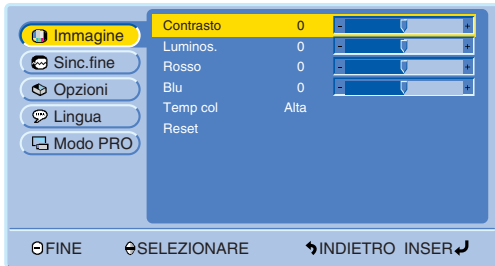 Immagine
Sinc.fine
Opzioni
Lingua
Modo PRO
Contrasto 0 - +
Luminos. 0 - +
Rosso 0 - +
Blu 0 - +
Temp col Alta
Reset
FINE SELEZIONARE INDIETRO INSER